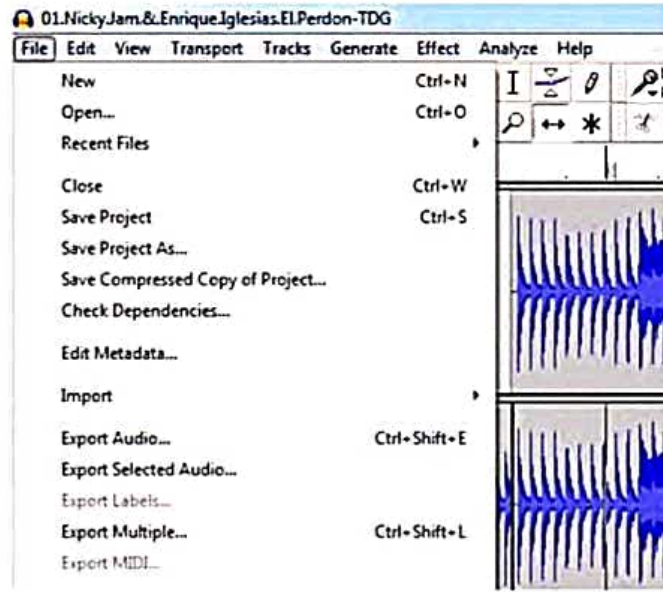 01.Nicky.Jam.&.Enrique.Iglesias.El.Perdon-TDG
File Edit View Transport Tracks Generate Effect Analyze Help
New Ctrl+N
Open... Ctrl+O
Recent Files
Close Ctrl+W
Save Project Ctrl+S
Save Project As...
Save Compressed Copy of Project...
Check Dependencies...
Edit Metadata...
Import
Export Audio... Ctrl+Shift+E
Export Selected Audio...
Export Labels...
Export Multiple... Ctrl+Shift+L
Export MIDI...